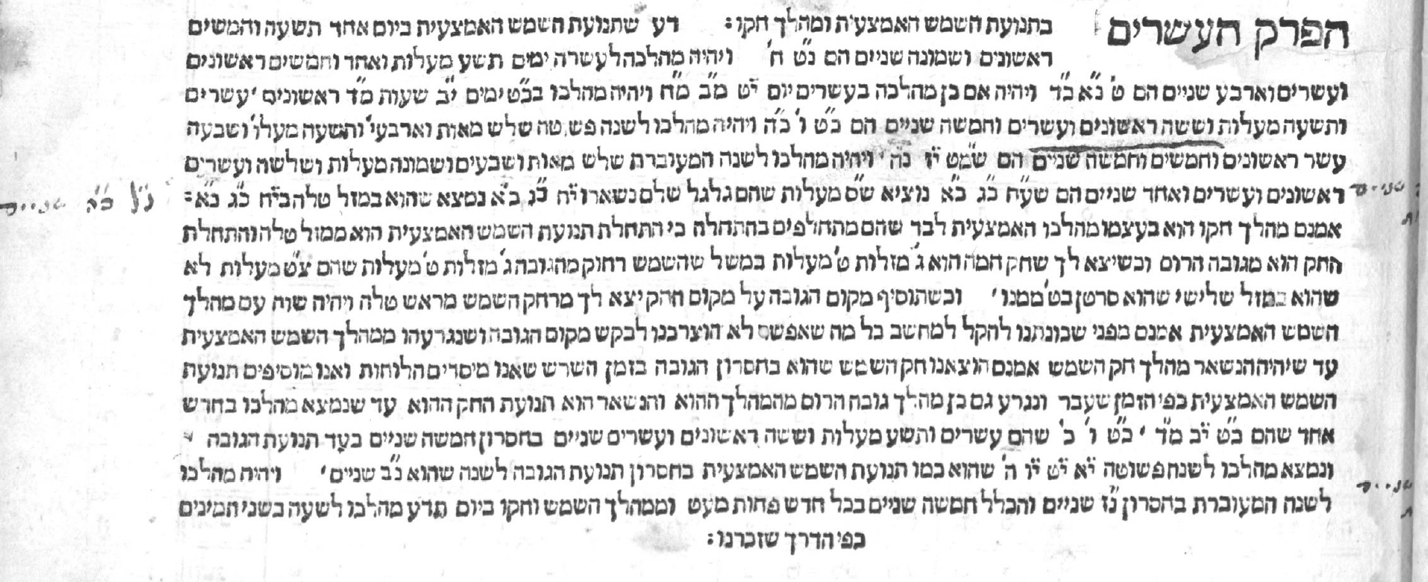 הפרק העשרים
בתנועת השמש האמצעית ומהלך חקו: דע שתנועת השמש האמצעית ביום אחד תשעה וחמשים
ראשונים ושמונה שניים הם נ"ט ח' ויהיה מהלכה לעשרה ימים תשע מעלות ואחד וחמשים ראשונים
ועשרים וארבע שניים הם ט' נ"א כ"ד ויהיה אם כן מהלכה בעשרים יום י"ט מ"ב מ"ח ויהיה מהלכו בכ"ט ימים י"ב שעות מ"ד ראשונים ' עשרים
ותשעה מעלות וששה ראשונים ועשרים וחמשה שניים הם כ"ט ו' כ"ה ויהיה מהלכו לשנה פשוטה שלש מאות וארבעי' ותשעה מעלו' ושבעה
עשר ראשונים וחמשים וחמשה שניים הם שמ"ט י"ז נ"ה ' ויהיה מהלכו לשנה המעוברת שלש מאות ושבעים ושמונה מעלות ושלשה ועשרים
ראשונים ועשרים ואחד שניים הם שע"ח כ"ג כ"א נוציא ש"ס מעלות שהם גלגל שלם נשארו י"ח כ"ג כ"א נמצא שהוא במזל טלה בי"ח כ"ג כ"א:
אמנם מהלך חקו הוא בעצמו מהלכו האמצעית לבד שהם מתחלפים בהתחלה כי התחלת תנועת השמש האמצעית הוא ממזל טלה והתחלת
החק הוא מגובה הרום וכשיצא לך שחק חמה הוא ג' מזלות ט' מעלות במשל שהשמש רחוק מהגובה ג' מזלות ט' מעלות שהם צ"ט מעלות לא
שהוא במזל שלישי שהוא סרטן בט' ממנו ' וכשתוסיף מקום הגובה על מקום החק יצא לך מרחק השמש מראש טלה ויהיה שוה עם מהלך
השמש האמצעית אמנם מפני שכונתנו להקל למחשב כל מה שאפשר לא הוצרכנו לבקש מקום הגובה ושנגרעהו ממהלך השמש האמצעית
עד שיהיה הנשאר מהלך חק השמש אמנם הוצאנו חק השמש שהוא בחסרון הגובה בזמן השרש שאנו מיסדים הלוחות ואנו מוסיפים תנועת
השמש האמצעית כפי הזמן שעבר ונגרע גם כן מהלך גובה הרום מהמהלך ההוא והנשאר הוא תנועת החק ההוא עד שנמצא מהלכו בחדש
אחד שהם כ"ט י"ב מ"ד ' כ"ט ו' כ' שהם עשרים ותשע מעלות וששה ראשונים ועשרים שניים בחסרון חמשה שניים בעד תנועת הגובה '
ונמצא מהלכו לשנה פשוטה י"א י"ט י"ו ה' שהוא כמו תנועת השמש האמצעית בחסרון תנועת הגובה לשנה שהוא נ"ב שניים ' ויהיה מהלכו
לשנה המעוברת בחסרון נ"ז שניים והכלל חמשה שניים בכל חדש פחות מעט וממהלך השמש וחקו ביום תדע מהלכו לשעה בשני המינים
כפי הדרך שזכרנו:
נ"ל כ"א שניים
שניים
שניים